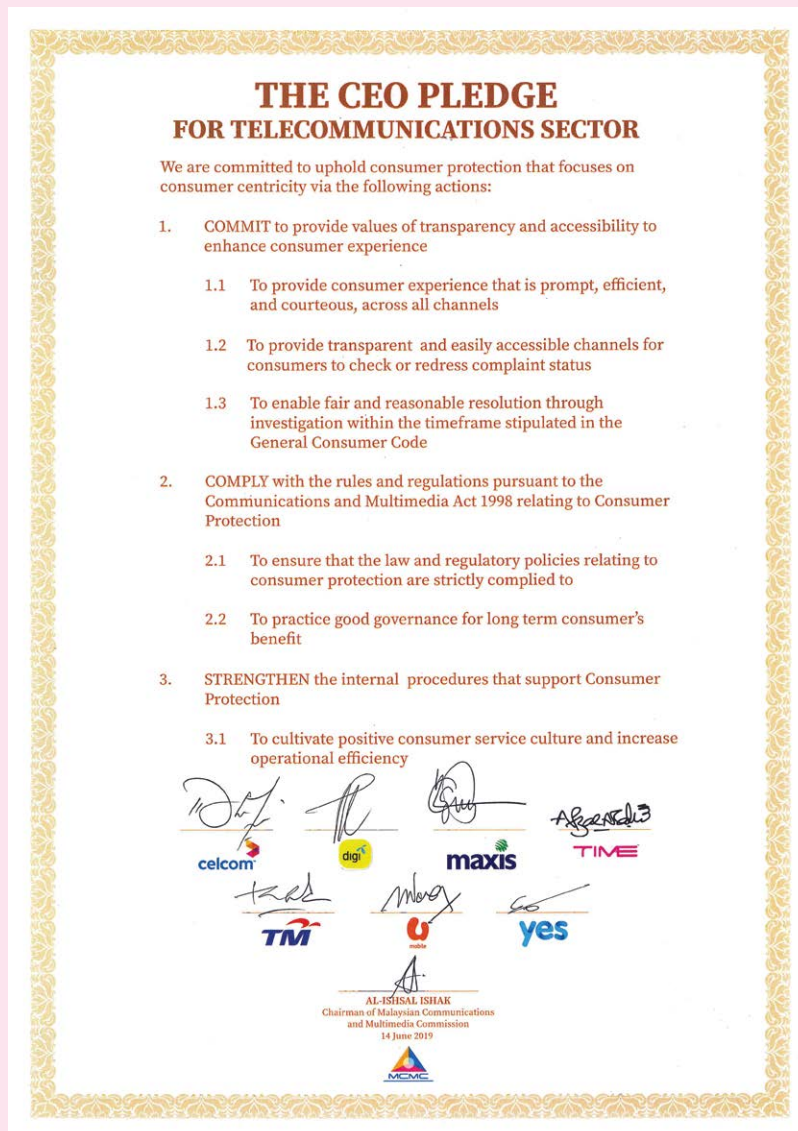 THE CEO PLEDGE
FOR TELECOMMUNICATIONS SECTOR
We are committed to uphold consumer protection that focuses on
consumer centricity via the following actions:
1. COMMIT to provide values of transparency and accessibility to
enhance consumer experience
1.1 To provide consumer experience that is prompt, efficient,
and courteous, across all channels
1.2 To provide transparent and easily accessible channels for
consumers to check or redress complaint status
1.3 To enable fair and reasonable resolution through
investigation within the timeframe stipulated in the
General Consumer Code
2. COMPLY with the rules and regulations pursuant to the
Communications and Multimedia Act 1998 relating to Consumer
Protection
2.1 To ensure that the law and regulatory policies relating to
consumer protection are strictly complied to
2.2 To practice good governance for long term consumer's
benefit
3. STRENGTHEN the internal procedures that support Consumer
Protection
3.1 To cultivate positive consumer service culture and increase
operational efficiency
celcom digi maxis TIME
TM U mobile yes
AL-ISHSAL ISHAK
Chairman of Malaysian Communications
and Multimedia Commission
14 June 2019
MCMC